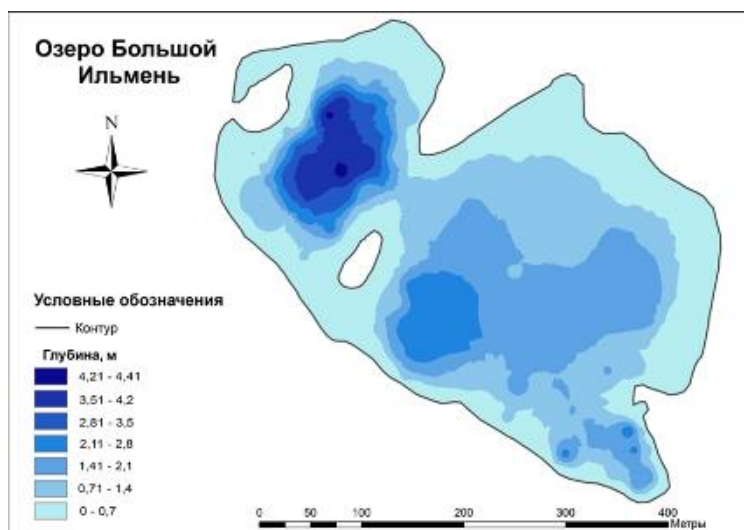 Озеро Большой
Ильмень
N
Условные обозначения
Контур
Глубина, м
4,21 - 4,41
3,51 - 4,2
2,81 - 3,5
2,11 - 2,8
1,41 - 2,1
0,71 - 1,4
0 - 0,7
0 100 200 300 400
Метры